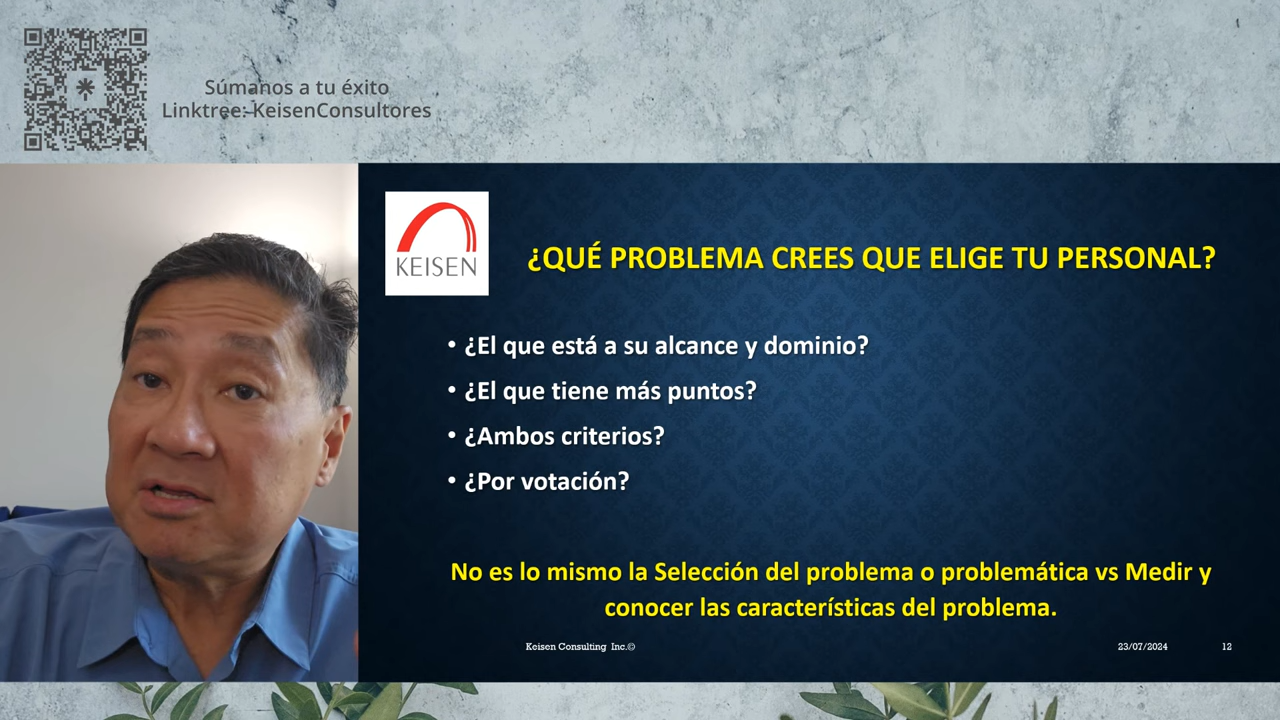 Súmanos a tu éxito
Linktree: KeisenConsultores
KEISEN
¿QUÉ PROBLEMA CREES QUE ELIGE TU PERSONAL?
• ¿El que está a su alcance y dominio?
• ¿El que tiene más puntos?
• ¿Ambos criterios?
• ¿Por votación?
No es lo mismo la Selección del problema o problemática vs Medir y
conocer las características del problema.
Keisen Consulting Inc.© 23/07/2024 12